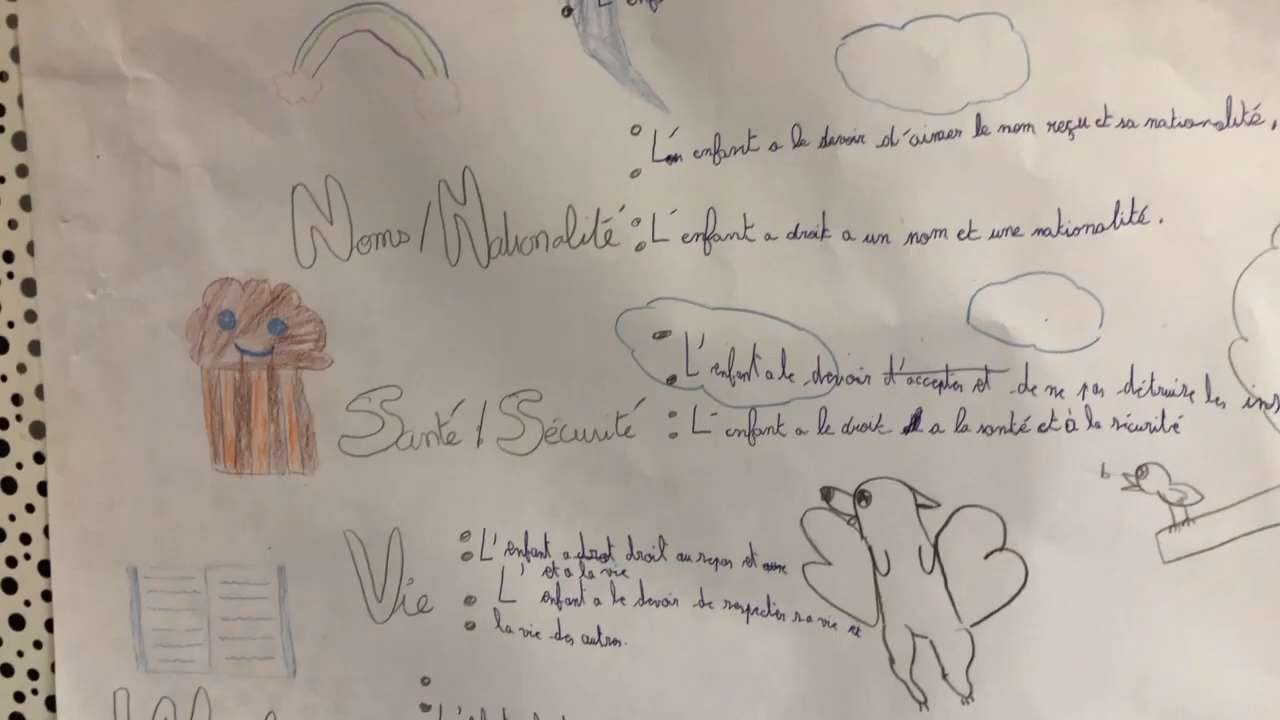 L'enfant a le devoir d'aimer le nom reçu et sa nationalité,
Noms/Nationalité : L'enfant a droit a un nom et une nationalité.
L'enfant a le devoir d'accepter et de ne pas détruire les ins
Santé / Sécurité : L'enfant a le droit a la santé et à la sécurité
Vie : L'enfant a droit droit au repos et
et a la vie
L'enfant a le devoir de respecter sa vie et
la vie des autres.